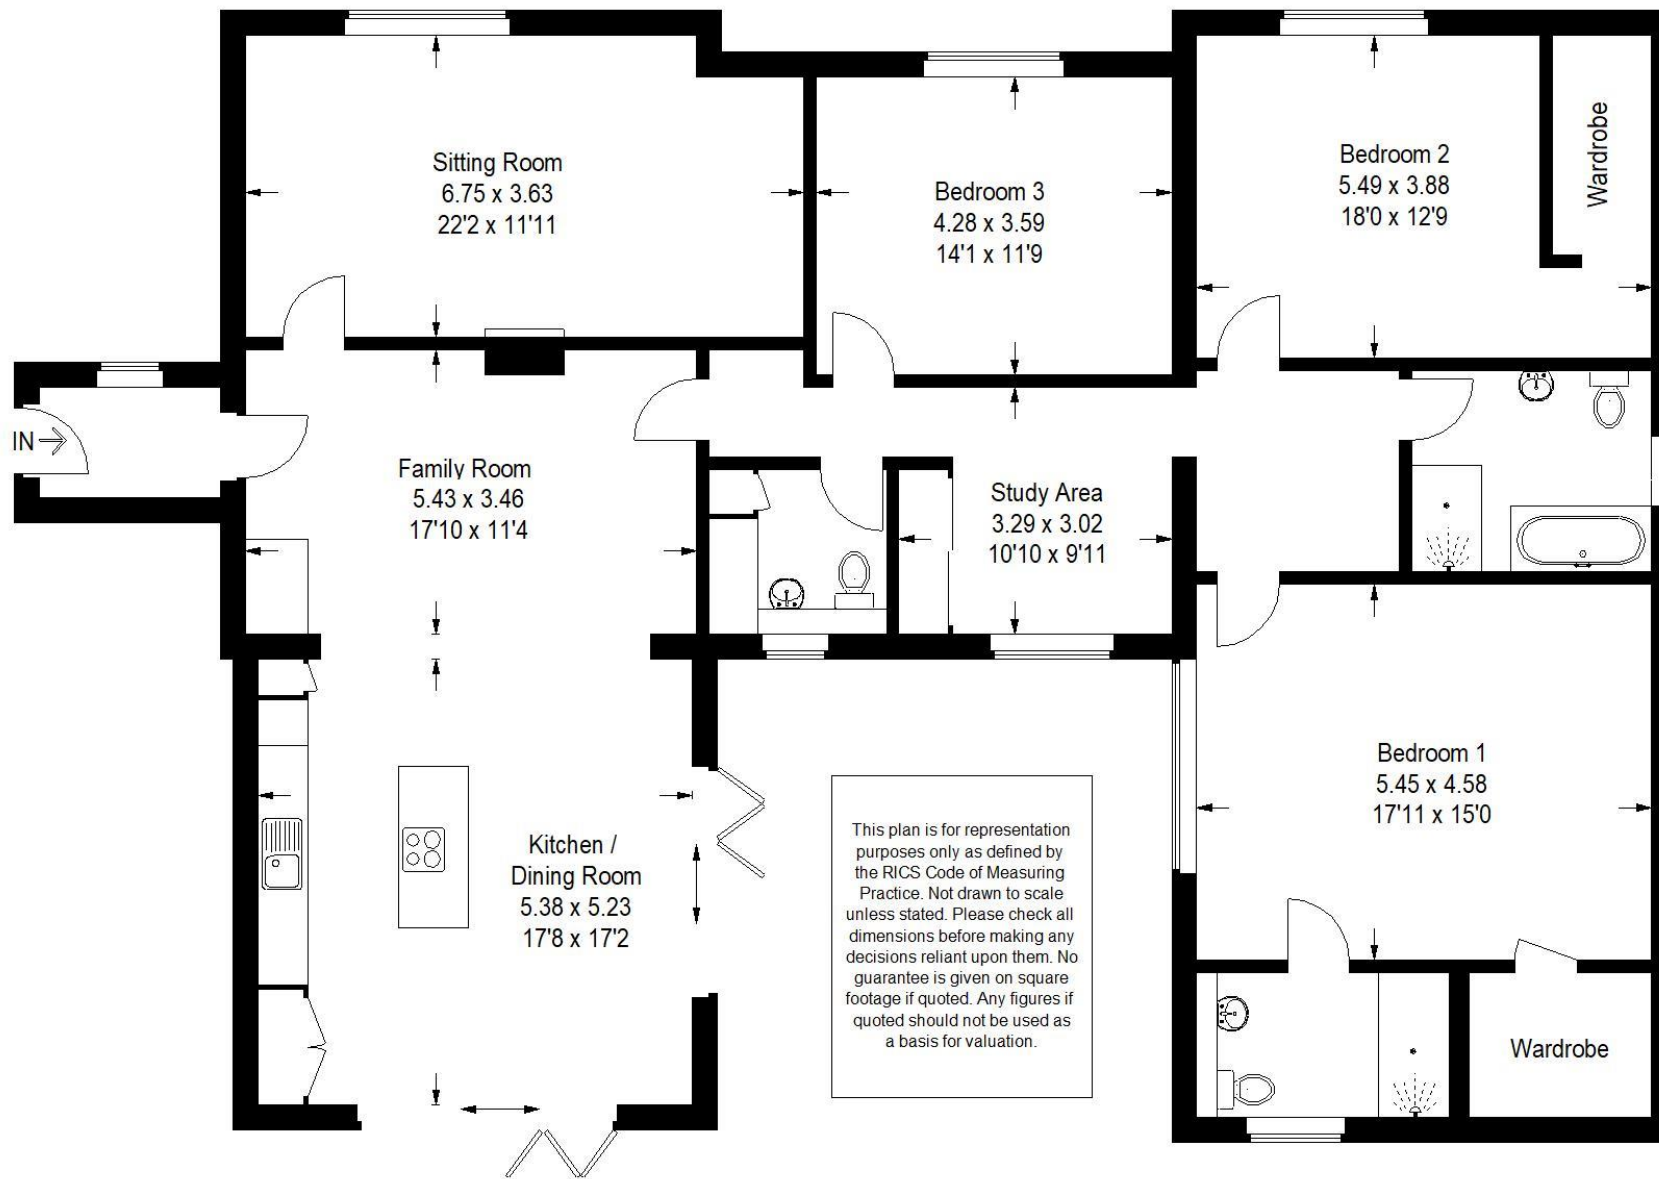 Sitting Room
6.75 x 3.63
22'2 x 11'11
Bedroom 3
4.28 x 3.59
14'1 x 11'9
Bedroom 2
5.49 x 3.88
18'0 x 12'9
Wardrobe
IN
Family Room
5.43 x 3.46
17'10 x 11'4
Study Area
3.29 x 3.02
10'10 x 9'11
Kitchen /
Dining Room
5.38 x 5.23
17'8 x 17'2
This plan is for representation
purposes only as defined by
the RICS Code of Measuring
Practice. Not drawn to scale
unless stated. Please check all
dimensions before making any
decisions reliant upon them. No
guarantee is given on square
footage if quoted. Any figures if
quoted should not be used as
a basis for valuation.
Bedroom 1
5.45 x 4.58
17'11 x 15'0
Wardrobe